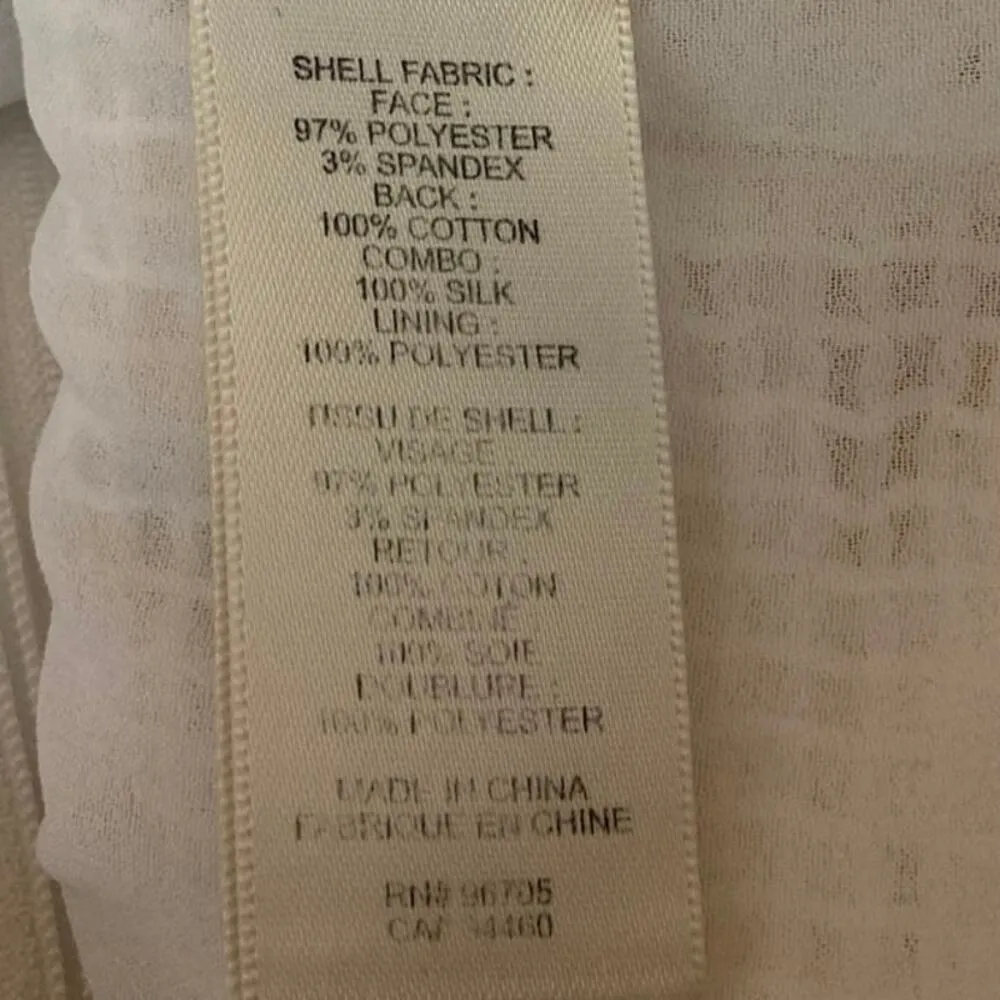 SHELL FABRIC :
FACE :
97% POLYESTER
3% SPANDEX
BACK :
100% COTTON
COMBO :
100% SILK
LINING :
100% POLYESTER
TISSU DE SHELL :
VISAGE
97% POLYESTER
3% SPANDEX
RETOUR :
100% COTON
COMBINÉ
100% SOIE
DOUBLURE :
100% POLYESTER
MADE IN CHINA
FABRIQUE EN CHINE
RN# 96705